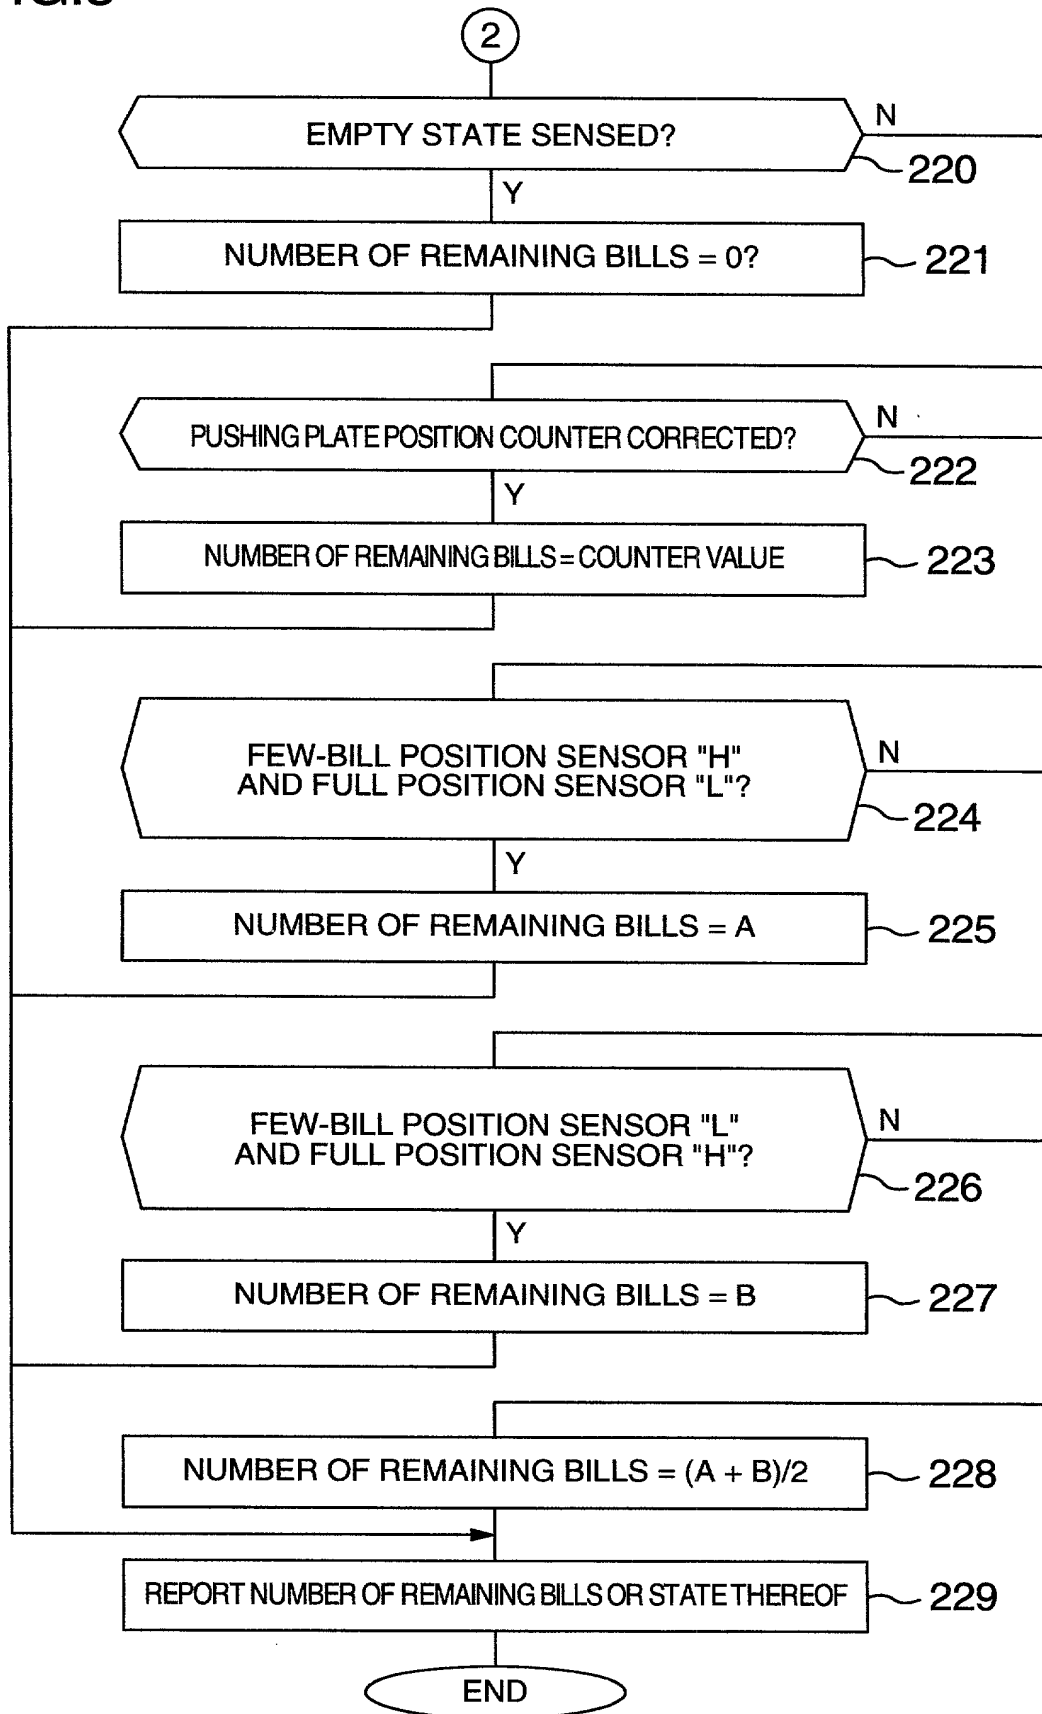 2
EMPTY STATE SENSED?
N
220
Y
NUMBER OF REMAINING BILLS = 0?
221
PUSHING PLATE POSITION COUNTER CORRECTED?
N
222
Y
NUMBER OF REMAINING BILLS = COUNTER VALUE
223
FEW-BILL POSITION SENSOR "H"
AND FULL POSITION SENSOR "L"?
N
224
Y
NUMBER OF REMAINING BILLS = A
225
FEW-BILL POSITION SENSOR "L"
AND FULL POSITION SENSOR "H"?
N
226
Y
NUMBER OF REMAINING BILLS = B
227
NUMBER OF REMAINING BILLS = (A + B)/2
228
REPORT NUMBER OF REMAINING BILLS OR STATE THEREOF
229
END